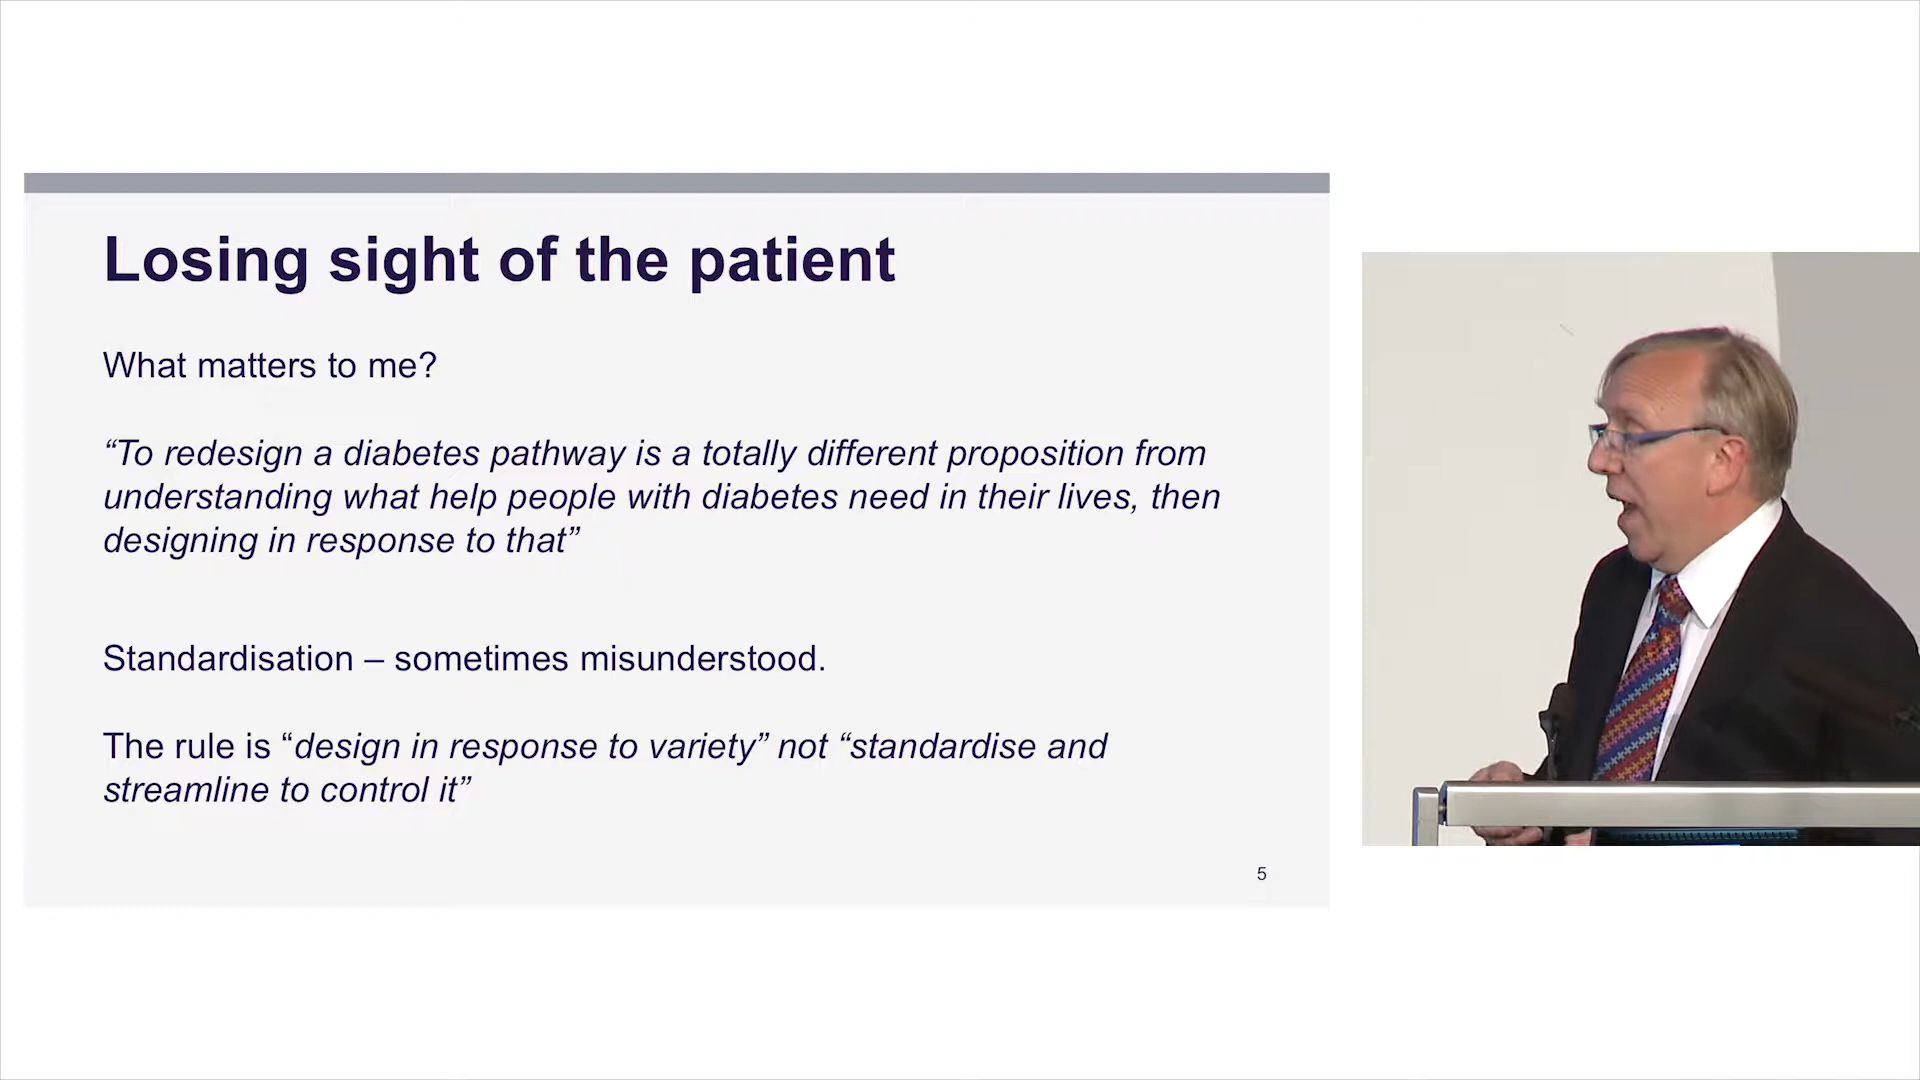 Losing sight of the patient
What matters to me?
“To redesign a diabetes pathway is a totally different proposition from
understanding what help people with diabetes need in their lives, then
designing in response to that”
Standardisation – sometimes misunderstood.
The rule is “design in response to variety” not “standardise and
streamline to control it”
5